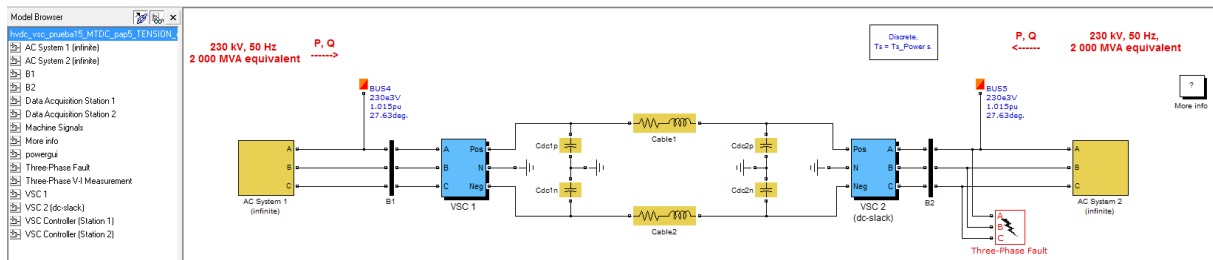 Model Browser
hvdc_vsc_prueba15_MTDC_pap5_TENSION_
AC System 1 (infinite)
AC System 2 (infinite)
B1
B2
Data Acquisition Station 1
Data Acquisition Station 2
Machine Signals
More info
powergui
Three-Phase Fault
Three-Phase V-I Measurement
VSC 1
VSC 2 (dc-slack)
VSC Controller (Station 1)
VSC Controller (Station 2)
230 kV, 50 Hz
2 000 MVA equivalent
P, Q
------>
Discrete,
Ts = Ts_Power s.
P, Q
<------
230 kV, 50 Hz,
2 000 MVA equivalent
?
More info
BUS4
230e3V
1.015pu
27.63deg.
BUS5
230e3V
1.015pu
27.63deg.
A
B
C
AC System 1
(infinite)
B1
A
B
C
Pos
N
Neg
VSC 1
Cdc1p
Cdc1n
Cable1
Cable2
Cdc2p
Cdc2n
Pos
N
Neg
A
B
C
VSC 2
(dc-slack)
B2
A
B
C
AC System 2
(infinite)
A
B
C
Three-Phase Fault